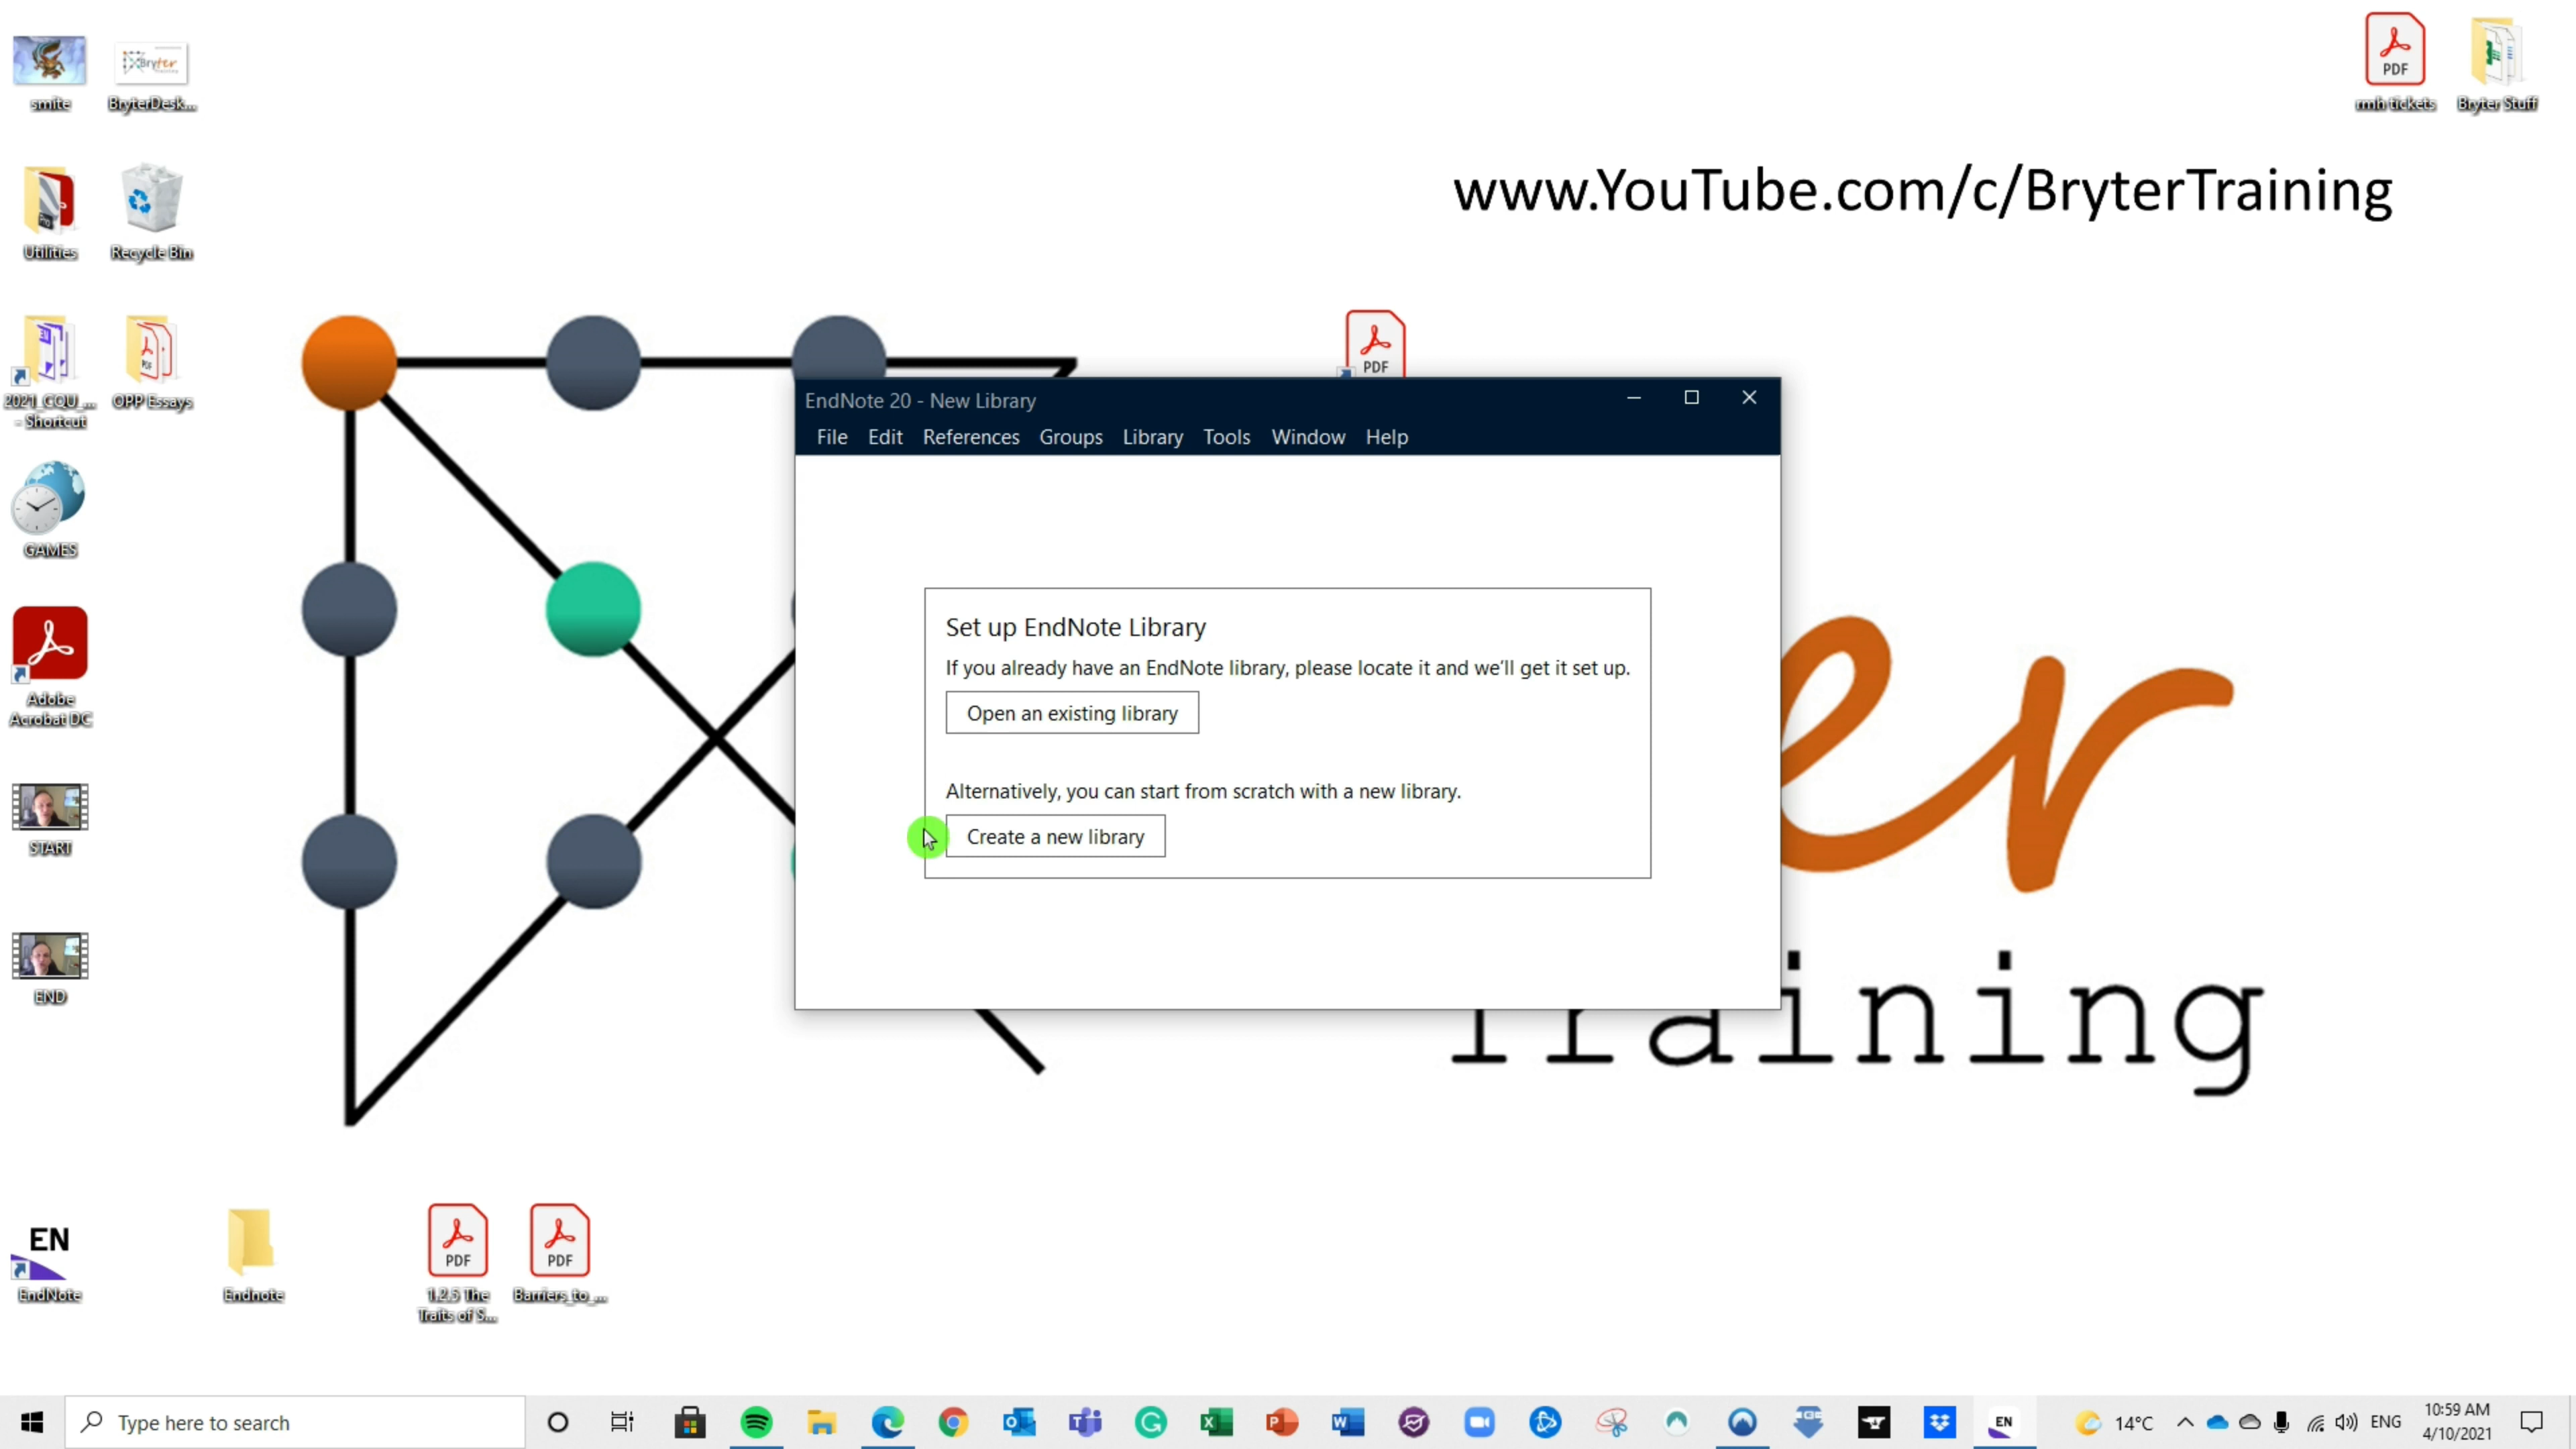 smite
BryterDesk...
rmh tickets
Bryter Stuff
PDF
www.YouTube.com/c/BryterTraining
Utilities
Recycle Bin
2021_CQU_...
- Shortcut
OPP Essays
PDF
EndNote 20 - New Library
File Edit References Groups Library Tools Window Help
GAMES
Set up EndNote Library
If you already have an EndNote library, please locate it and we'll get it set up.
Open an existing library
Adobe
Acrobat DC
Alternatively, you can start from scratch with a new library.
Create a new library
er
START
END
Training
EN
EndNote
Endnote
PDF
1.2.5 The
Traits of S...
PDF
Barriers_to_...
Type here to search
14°C
ENG
10:59 AM
4/10/2021